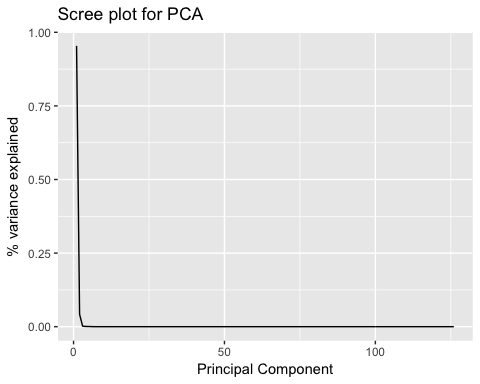 Scree plot for PCA
1.00
0.75
% variance explained
0.50
0.25
0.00
0 50 100
Principal Component